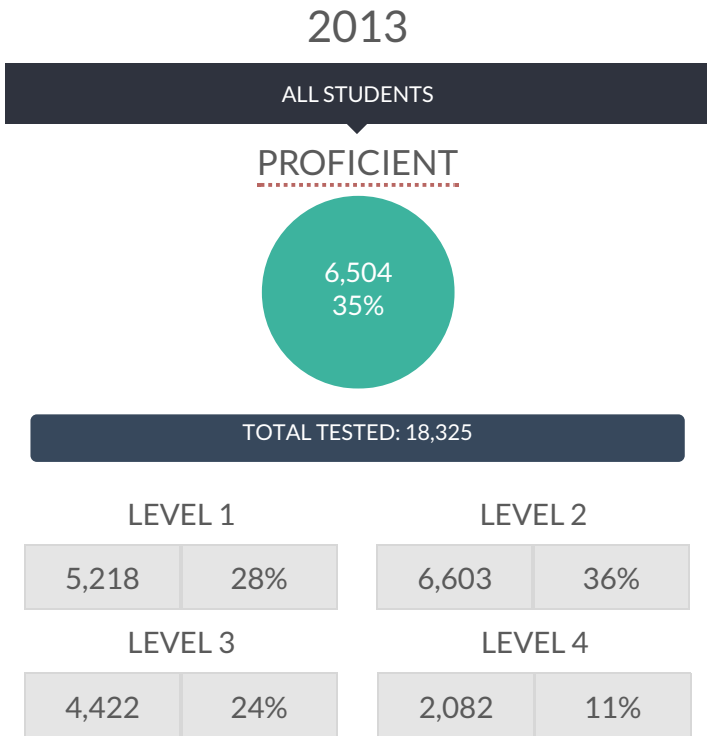 2013
ALL STUDENTS
PROFICIENT
6,504
35%
TOTAL TESTED: 18,325
LEVEL 1 LEVEL 2
5,218 28% 6,603 36%
LEVEL 3 LEVEL 4
4,422 24% 2,082 11%